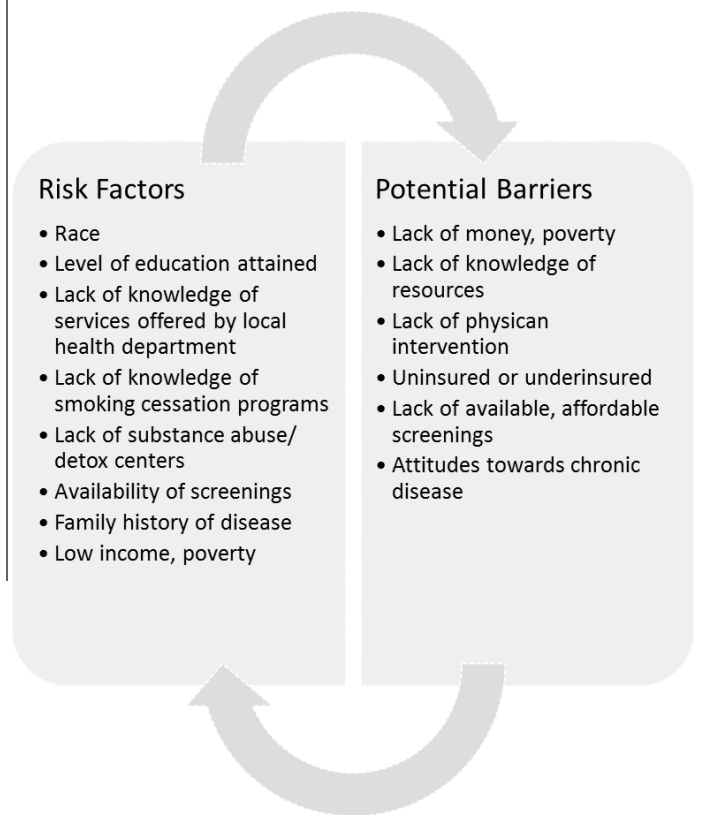 Risk Factors
• Race
• Level of education attained
• Lack of knowledge of
services offered by local
health department
• Lack of knowledge of
smoking cessation programs
• Lack of substance abuse/
detox centers
• Availability of screenings
• Family history of disease
• Low income, poverty
Potential Barriers
• Lack of money, poverty
• Lack of knowledge of
resources
• Lack of physican
intervention
• Uninsured or underinsured
• Lack of available, affordable
screenings
• Attitudes towards chronic
disease